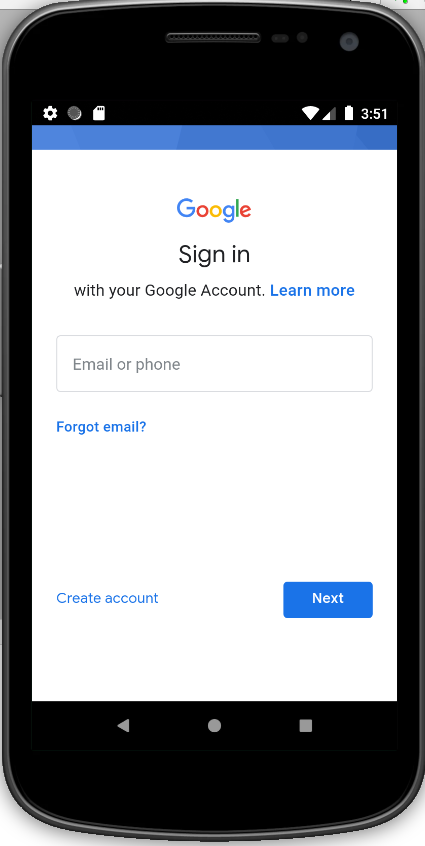 3:51
Google
Sign in
with your Google Account. Learn more
Email or phone
Forgot email?
Create account
Next